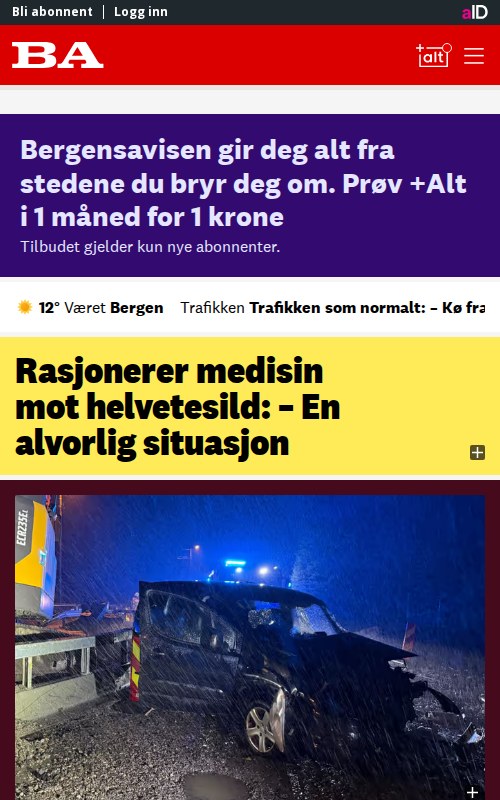 Bli abonnent | Logg inn
aID
BA
+alt
Bergensavisen gir deg alt fra
stedene du bryr deg om. Prøv +Alt
i 1 måned for 1 krone
Tilbudet gjelder kun nye abonnenter.
12° Været Bergen Trafikken Trafikken som normalt: – Kø fra
Rasjonerer medisin
mot helvetesild: – En
alvorlig situasjon
ECR235E